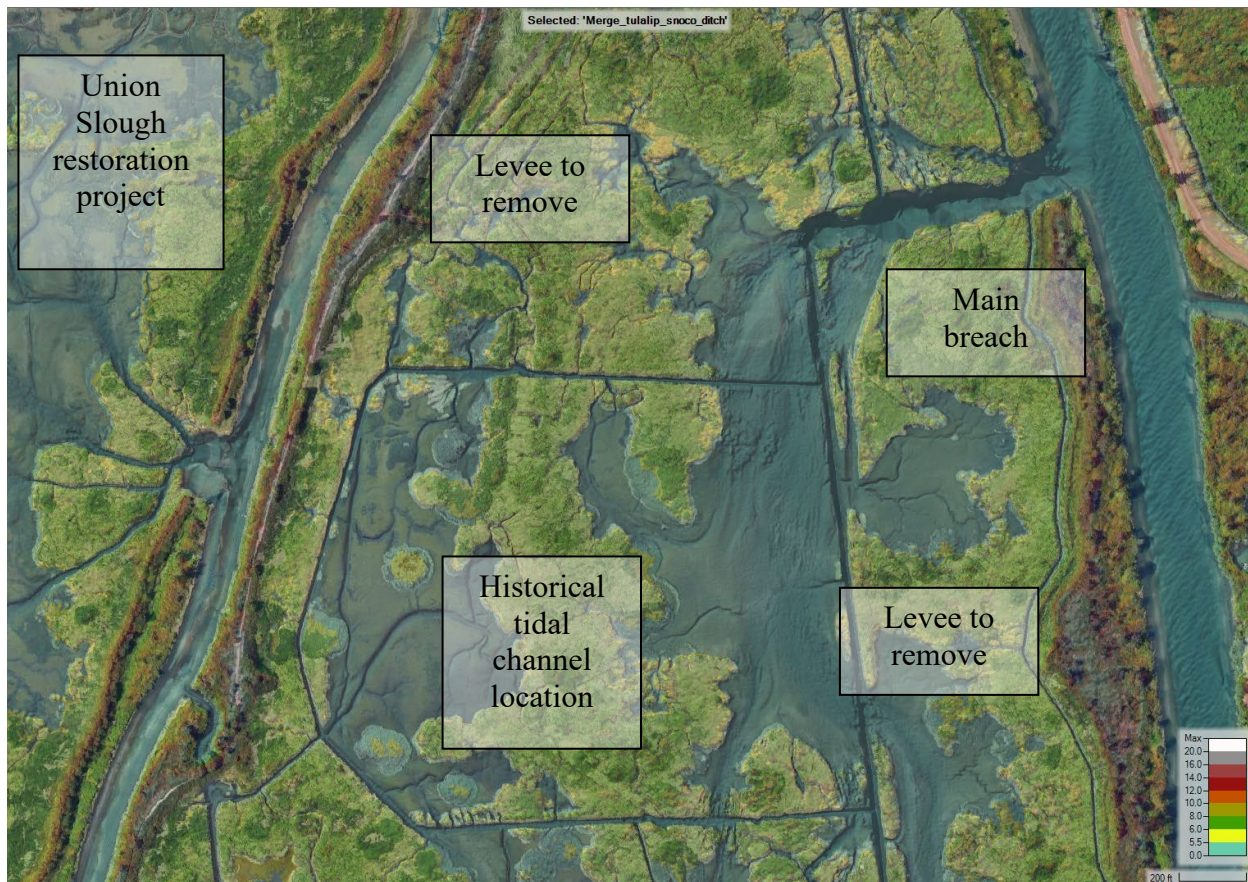 Selected: 'Merge_tulalip_snoco_ditch'
Union
Slough
restoration
project
Levee to
remove
Main
breach
Historical
tidal
channel
location
Levee to
remove
Max
20.0
16.0
14.0
12.0
10.0
8.0
6.0
5.5
0.0
200 ft